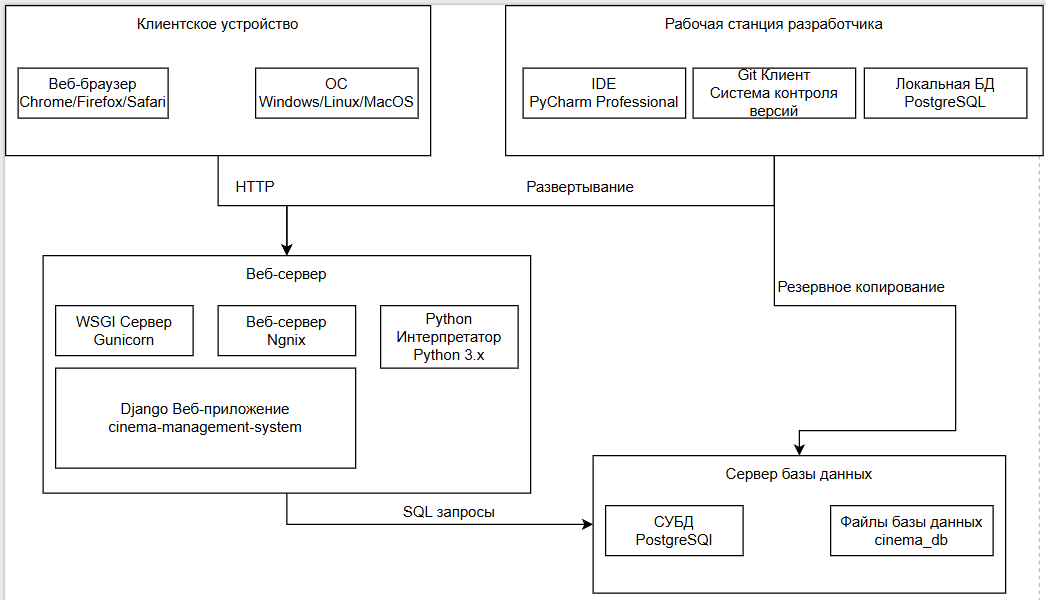 Клиентское устройство
Веб-браузер
Chrome/Firefox/Safari
ОС
Windows/Linux/MacOS
Рабочая станция разработчика
IDE
PyCharm Professional
Git Клиент
Система контроля
версий
Локальная БД
PostgreSQL
HTTP
Развертывание
Веб-сервер
WSGI Сервер
Gunicorn
Веб-сервер
Ngnix
Python
Интерпретатор
Python 3.x
Django Веб-приложение
cinema-management-system
Резервное копирование
SQL запросы
Сервер базы данных
СУБД
PostgreSQl
Файлы базы данных
cinema_db